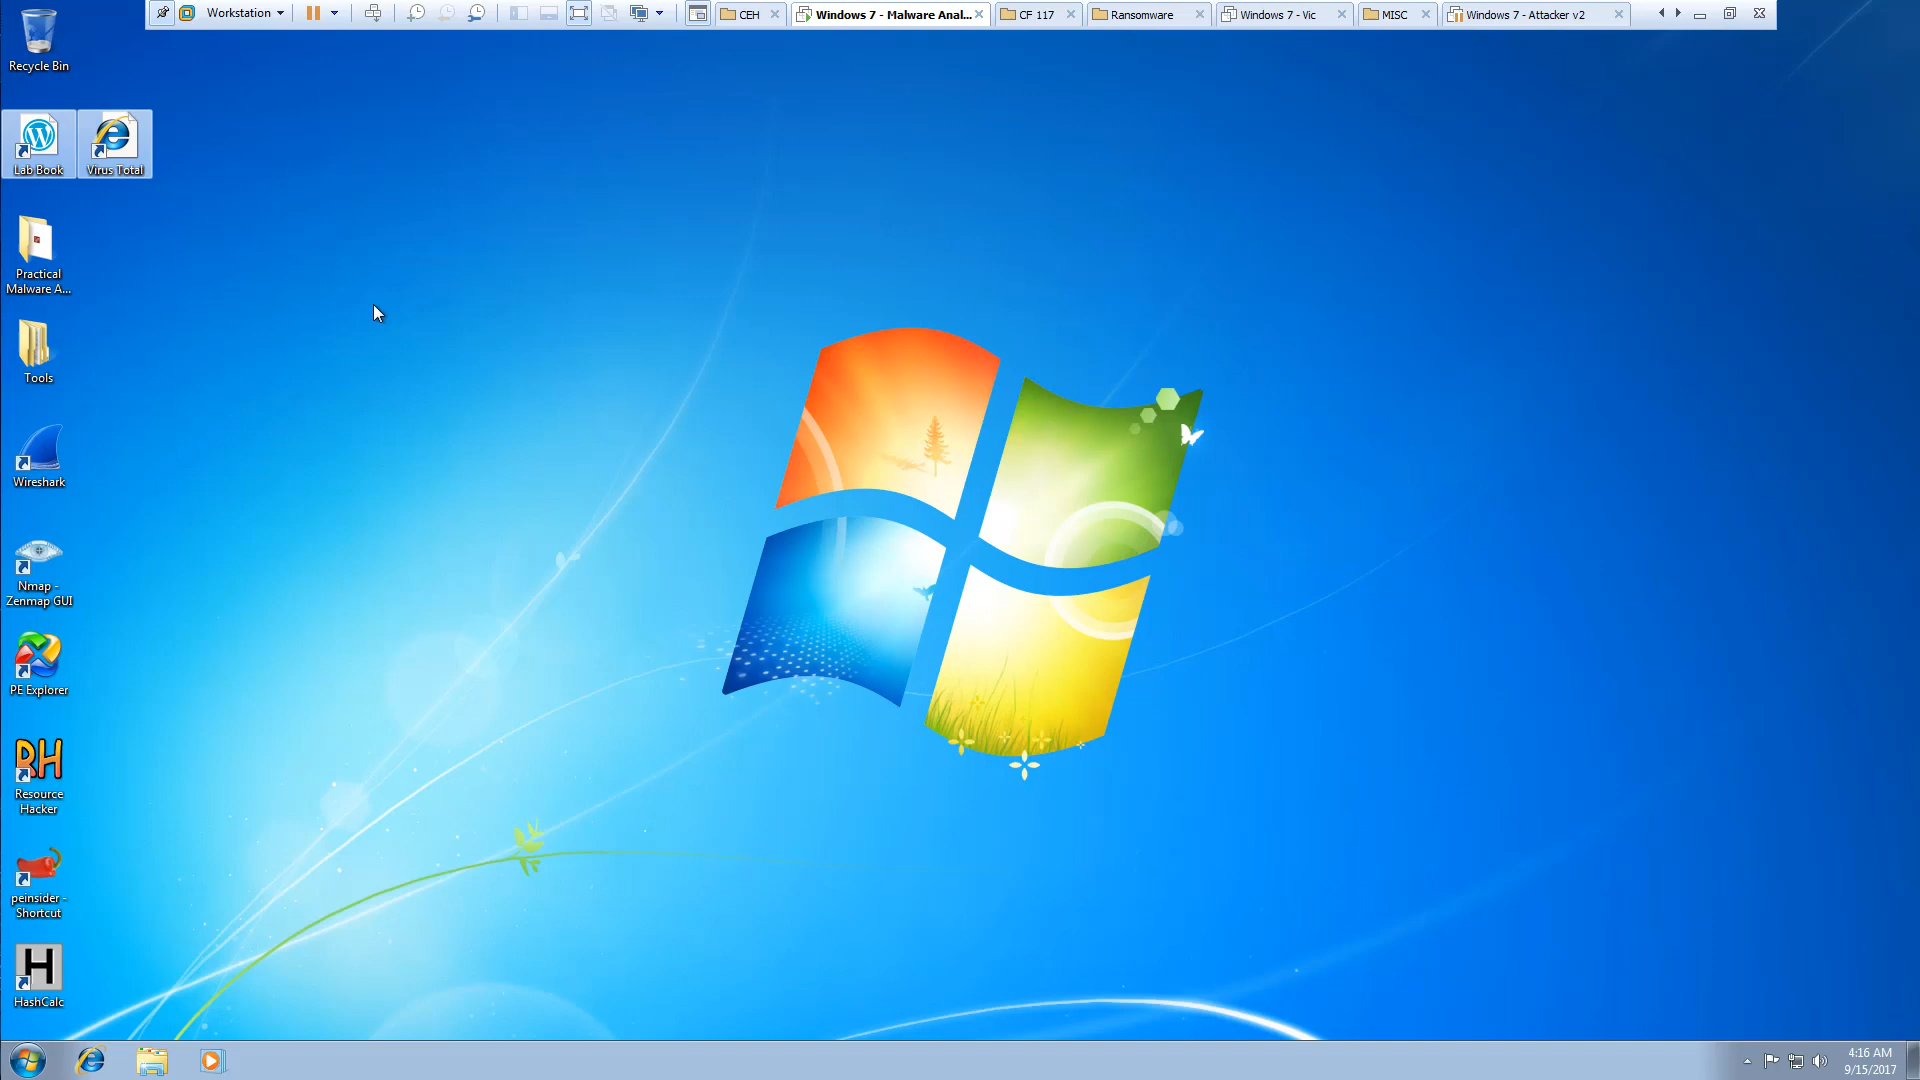 Workstation
CEH
Windows 7 - Malware Anal...
CF 117
Ransomware
Windows 7 - Vic
MISC
Windows 7 - Attacker v2
Recycle Bin
Lab Book
Virus Total
Practical
Malware A...
Tools
Wireshark
Nmap -
Zenmap GUI
PE Explorer
RH
Resource
Hacker
peinsider -
Shortcut
H
HashCalc
4:16 AM
9/15/2017